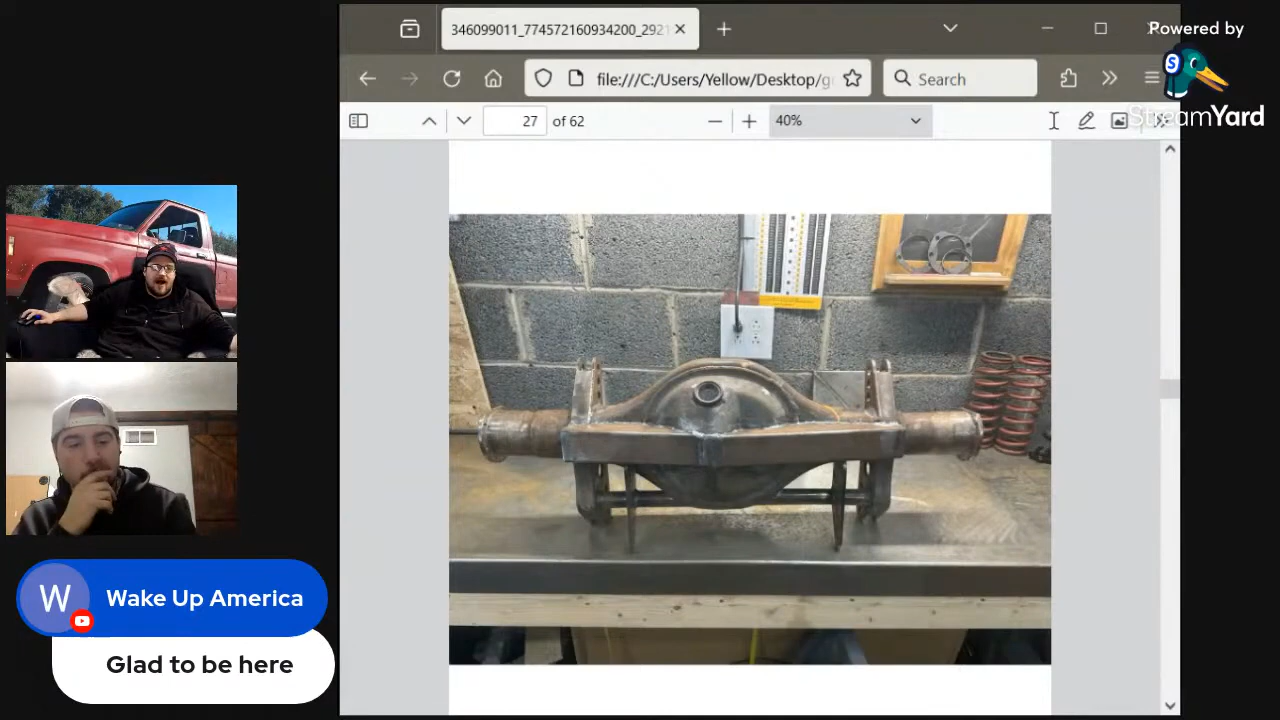 346099011_774572160934200_2921
file:///C:/Users/Yellow/Desktop/g
Search
27 of 62
40%
Powered by
StreamYard
S
W
Wake Up America
Glad to be here